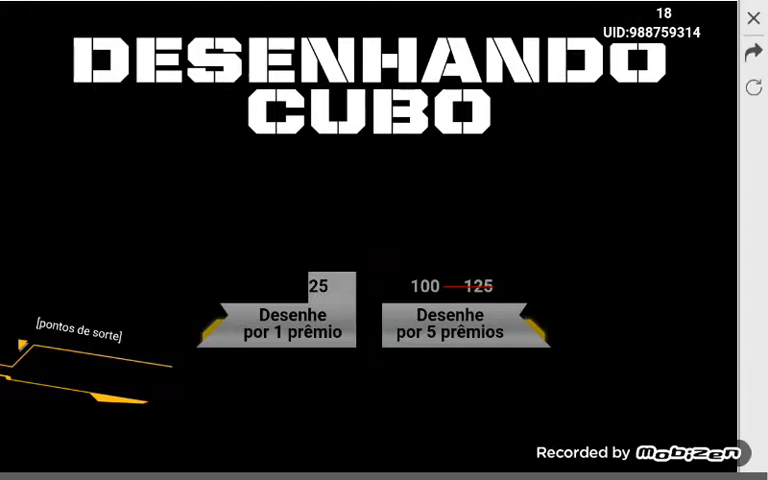 18
UID:988759314
DESENHANDO
CUBO
25
100 125
Desenhe
por 1 prêmio
Desenhe
por 5 prêmios
[pontos de sorte]
Recorded by Mobizen